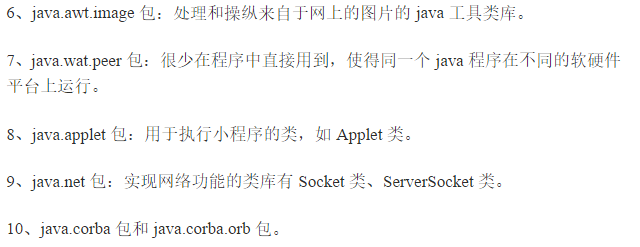 6、java.awt.image 包：处理和操纵来自于网上的图片的 java 工具类库。
7、java.wat.peer 包：很少在程序中直接用到，使得同一个 java 程序在不同的软硬件
平台上运行。
8、java.applet 包：用于执行小程序的类，如 Applet 类。
9、java.net 包：实现网络功能的类库有 Socket 类、ServerSocket 类。
10、java.corba 包和 java.corba.orb 包。